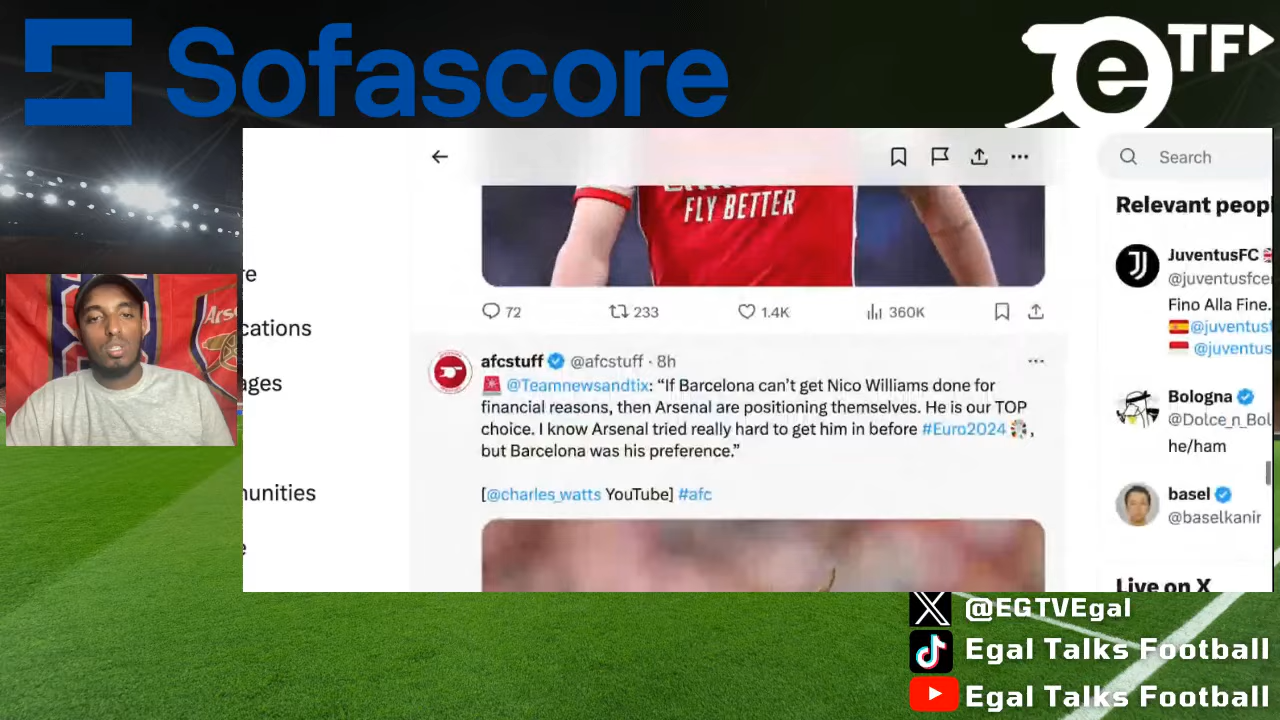 Sofascore
e TF
Search
FLY BETTER
Relevant peopl
JuventusFC
@juventusfce
Fino Alla Fine.
@juventust
@juventus
re
cations
ages
nunities
e
72
233
1.4K
360K
afcstuff @afcstuff · 8h
@Teamnewsandtix: “If Barcelona can’t get Nico Williams done for
financial reasons, then Arsenal are positioning themselves. He is our TOP
choice. I know Arsenal tried really hard to get him in before #Euro2024 ,
but Barcelona was his preference.”
[@charles_watts YouTube] #afc
Bologna
@Dolce_n_Bol
he/ham
basel
@baselkanir
Live on X
Arse
@EGTVEgal
Egal Talks Football
Egal Talks Football